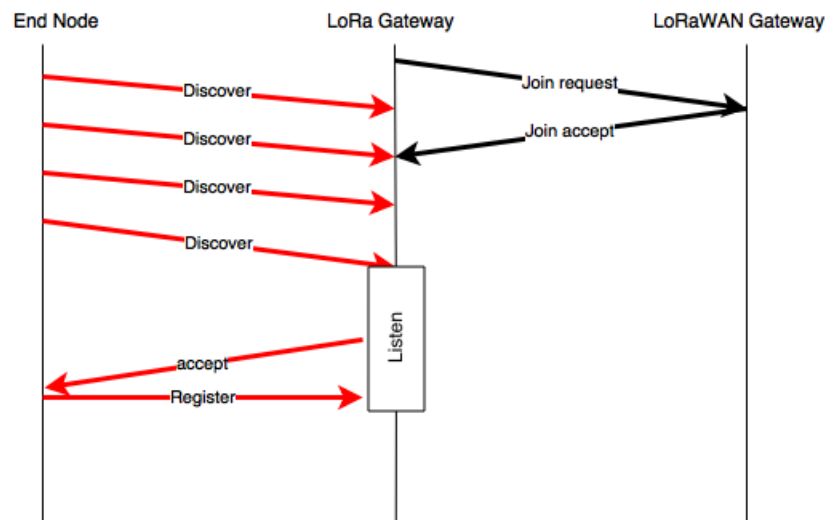 End Node
LoRa Gateway
LoRaWAN Gateway
Join request
Discover
Join accept
Discover
Discover
Discover
Listen
accept
Register